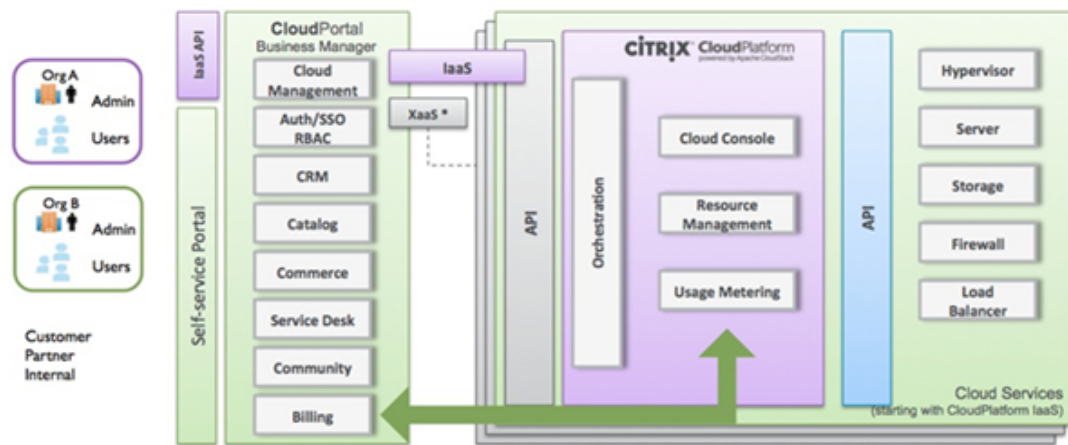 Org A
Admin
Users
Org B
Admin
Users
Customer
Partner
Internal
IaaS API
Self-service Portal
CloudPortal
Business Manager
Cloud
Management
Auth/SSO
RBAC
CRM
Catalog
Commerce
Service Desk
Community
Billing
IaaS
XaaS *
API
CITRIX CloudPlatform
powered by Apache CloudStack
Orchestration
Cloud Console
Resource
Management
Usage Metering
API
Hypervisor
Server
Storage
Firewall
Load
Balancer
Cloud Services
(starting with CloudPlatform IaaS)